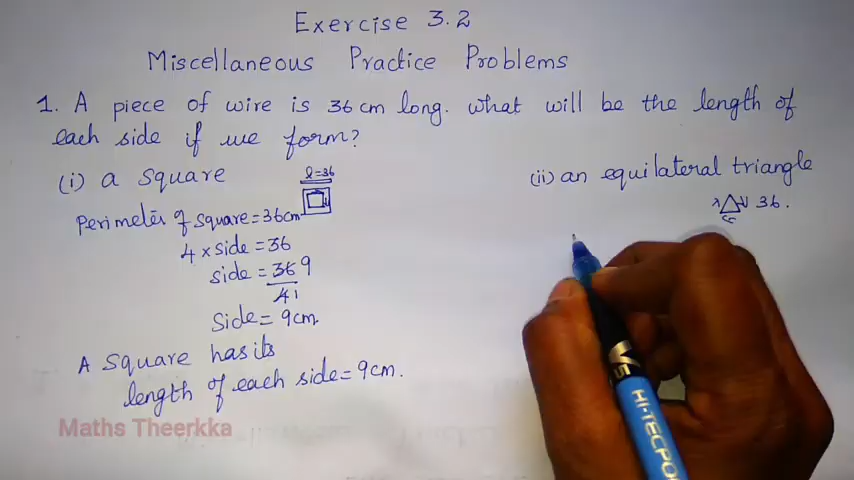 Exercise 3.2
Miscellaneous Practice Problems
1. A piece of wire is 36 cm long. what will be the length of
each side if we form?
(i) a square
l=36
Perimeter of square = 36cm
4 x side = 36
side = 36 9
4 1
Side = 9cm.
A square has its
length of each side = 9cm.
(ii) an equilateral triangle
36.
Maths Theerkka
V5
HI-TECPO